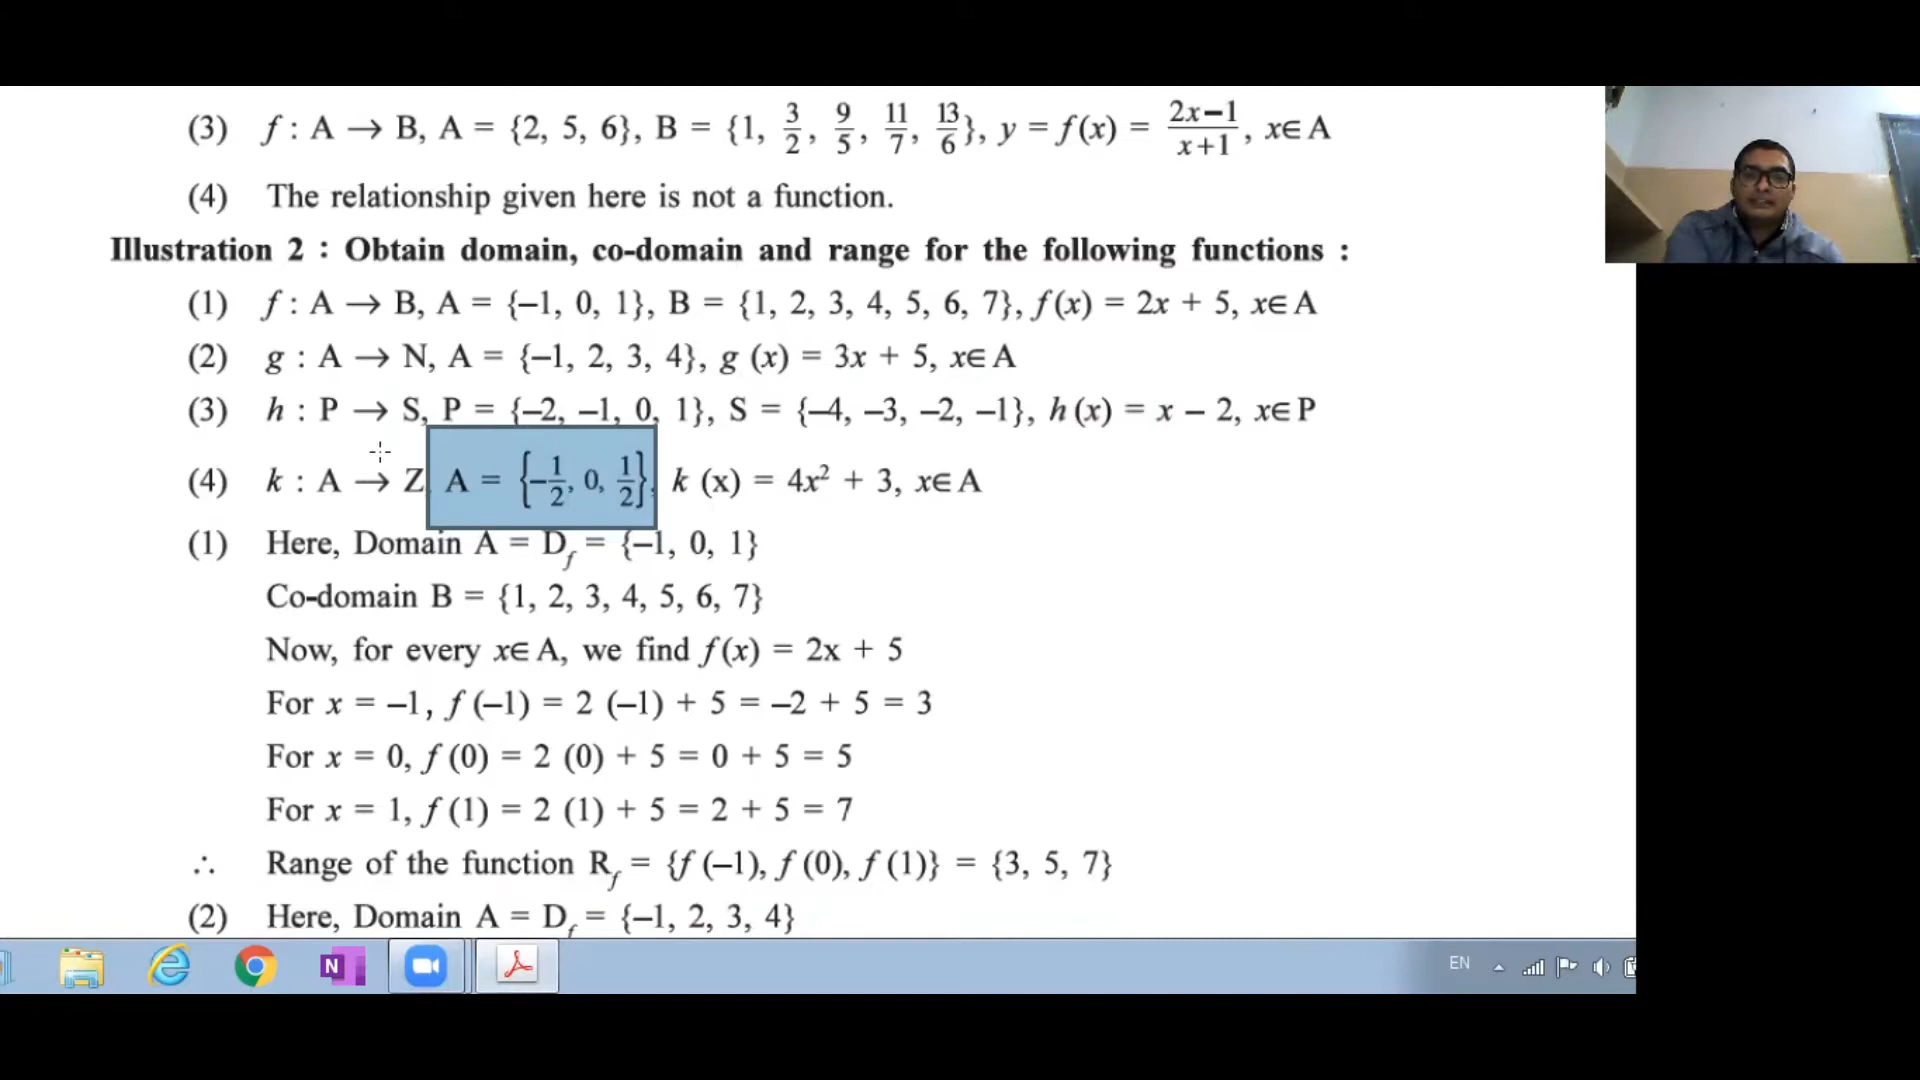 (3) f : A → B, A = {2, 5, 6}, B = {1, 3/2, 9/5, 11/7, 13/6}, y = f(x) = (2x−1)/(x+1), x∈A
(4) The relationship given here is not a function.
Illustration 2 : Obtain domain, co-domain and range for the following functions :
(1) f : A → B, A = {–1, 0, 1}, B = {1, 2, 3, 4, 5, 6, 7}, f(x) = 2x + 5, x∈A
(2) g : A → N, A = {–1, 2, 3, 4}, g (x) = 3x + 5, x∈A
(3) h : P → S, P = {–2, –1, 0, 1}, S = {–4, –3, –2, –1}, h (x) = x – 2, x∈P
(4) k : A → Z, A = {–1/2, 0, 1/2}, k (x) = 4x² + 3, x∈A
(1) Here, Domain A = D_f = {–1, 0, 1}
Co-domain B = {1, 2, 3, 4, 5, 6, 7}
Now, for every x∈A, we find f(x) = 2x + 5
For x = –1, f (–1) = 2 (–1) + 5 = –2 + 5 = 3
For x = 0, f (0) = 2 (0) + 5 = 0 + 5 = 5
For x = 1, f (1) = 2 (1) + 5 = 2 + 5 = 7
∴ Range of the function R_f = {f (–1), f (0), f (1)} = {3, 5, 7}
(2) Here, Domain A = D_f = {–1, 2, 3, 4}
N
EN